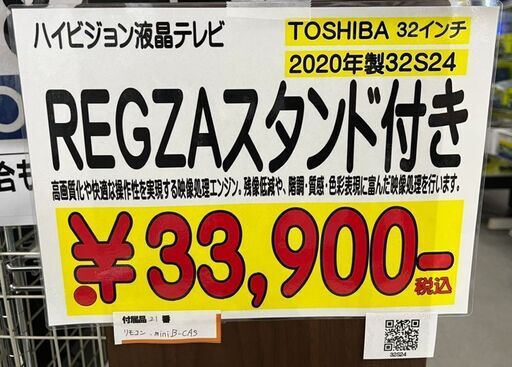 ハイビジョン液晶テレビ
TOSHIBA 32インチ
2020年製32S24
REGZAスタンド付き
高画質化や快適な操作性を実現する映像処理エンジン。残像低減や、階調・質感・色彩表現に富んだ映像処理を行います。
¥33,900-
税込
付属品 21番
リモコン、miniB-CAS
32S24
合も